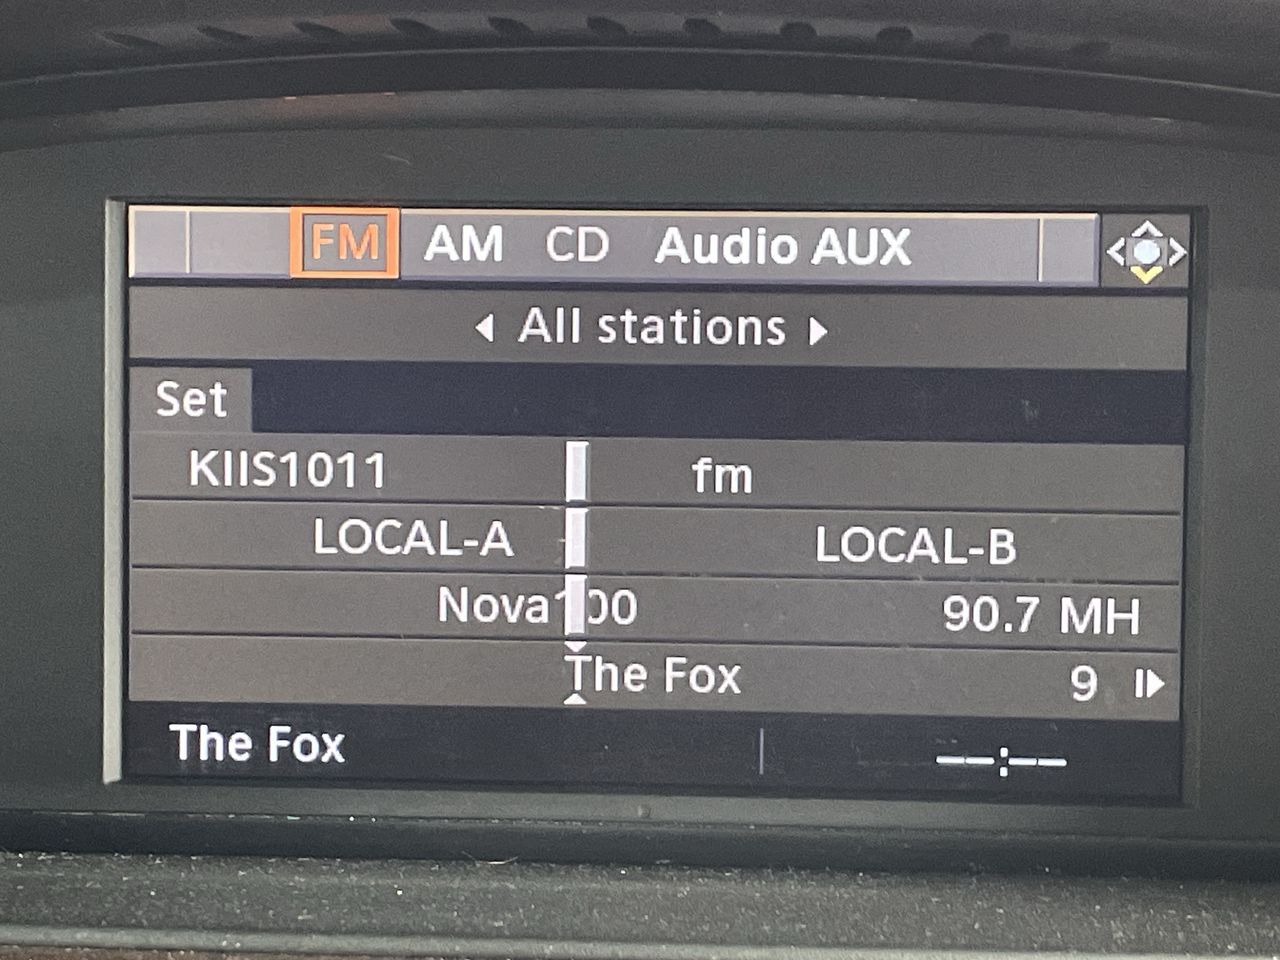 FM AM CD Audio AUX
All stations
Set
KIIS1011 fm
LOCAL-A LOCAL-B
Nova100 90.7 MH
The Fox 9
The Fox --:--